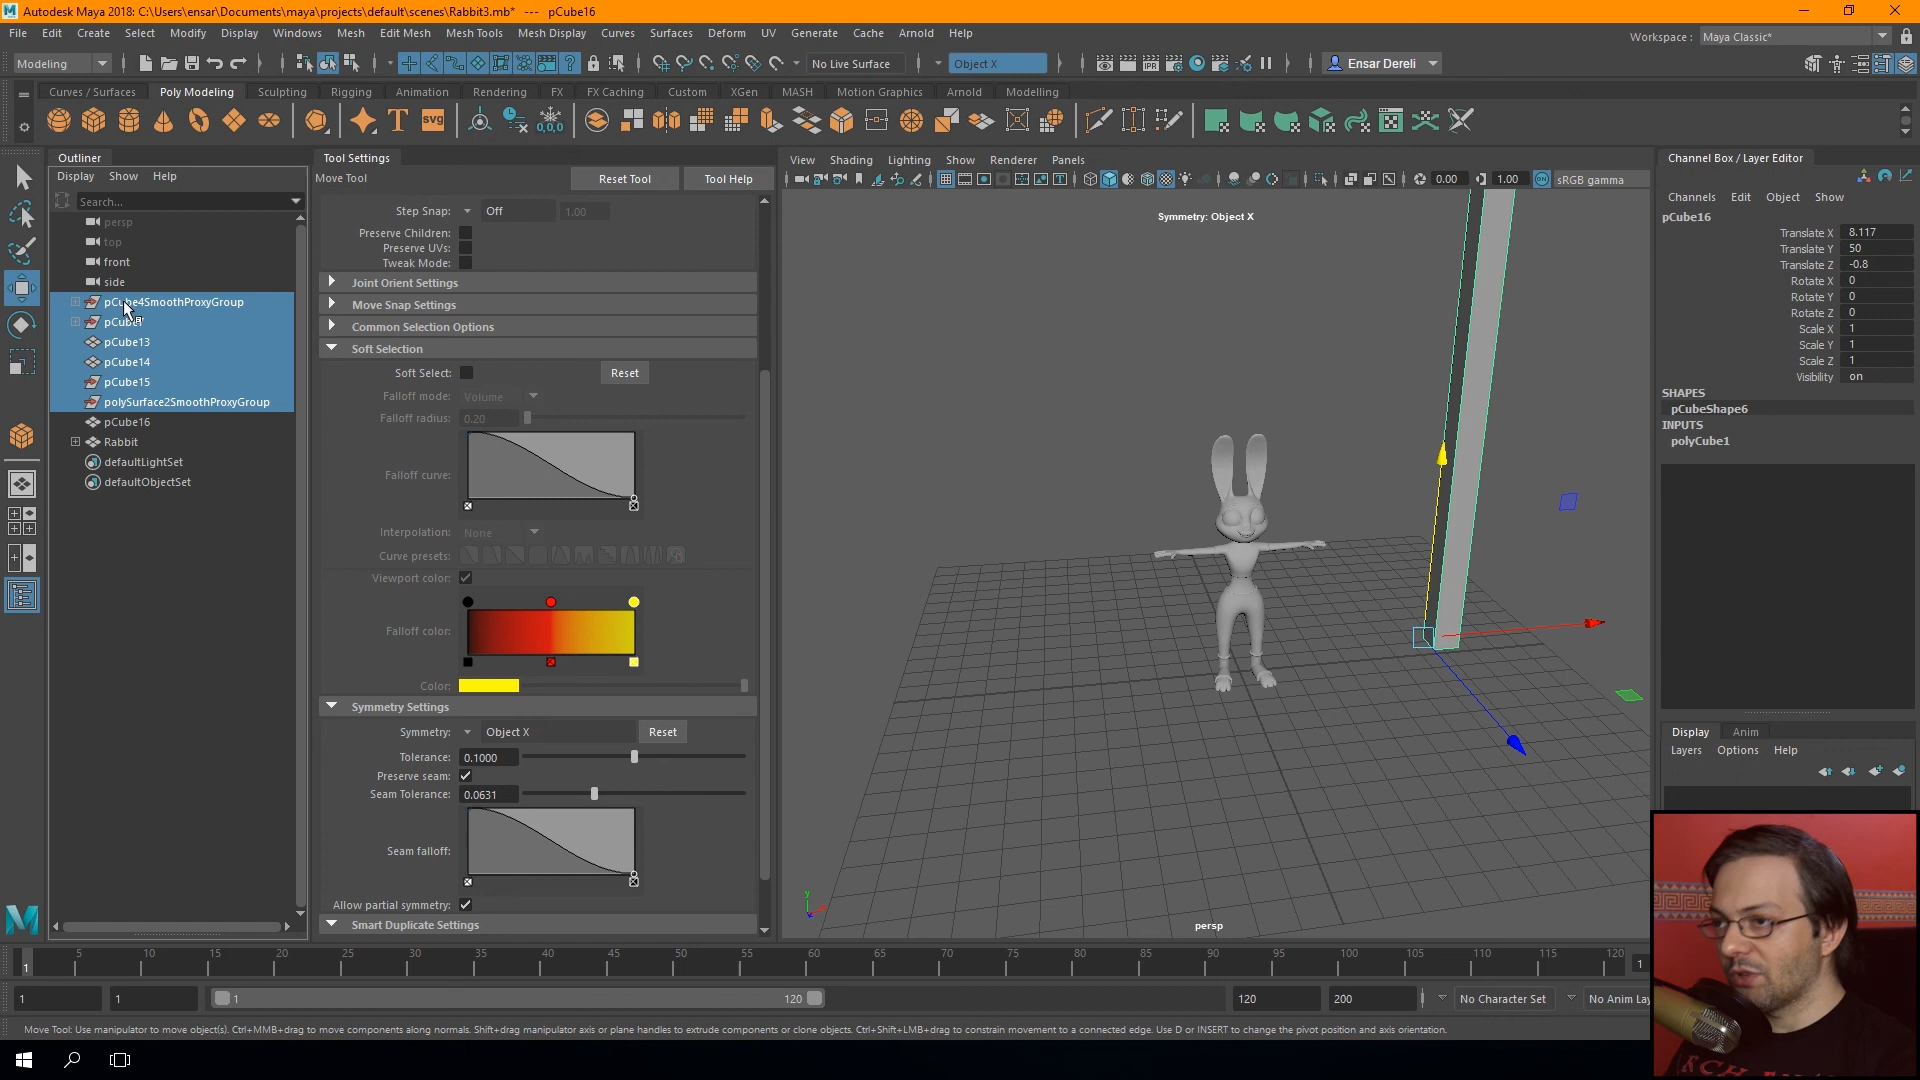 Autodesk Maya 2018: C:\Users\ensar\Documents\maya\projects\default\scenes\Rabbit3.mb* --- pCube16
File Edit Create Select Modify Display Windows Mesh Edit Mesh Mesh Tools Mesh Display Curves Surfaces Deform UV Generate Cache Arnold Help
Workspace : Maya Classic*
Modeling No Live Surface Object X Ensar Dereli
Curves / Surfaces Poly Modeling Sculpting Rigging Animation Rendering FX FX Caching Custom XGen MASH Motion Graphics Arnold Modeling
T svg 0,0,0
Outliner
Display Show Help
Search...
persp
top
front
side
pCube4SmoothProxyGroup
pCube13
pCube14
pCube15
polySurface2SmoothProxyGroup
pCube16
Rabbit
defaultLightSet
defaultObjectSet
Tool Settings
Move Tool Reset Tool Tool Help
Step Snap: Off 1.00
Preserve Children:
Preserve UVs:
Tweak Mode:
Joint Orient Settings
Move Snap Settings
Common Selection Options
Soft Selection
Soft Select: Reset
Falloff mode: Volume
Falloff radius: 0.20
Falloff curve:
Interpolation: None
Curve presets:
Viewport color:
Falloff color:
Color:
Symmetry Settings
Symmetry: Object X Reset
Tolerance: 0.1000
Preserve seam:
Seam Tolerance: 0.0631
Seam falloff:
Allow partial symmetry:
Smart Duplicate Settings
View Shading Lighting Show Renderer Panels
0.00 1.00 ON sRGB gamma
Symmetry: Object X
y
persp
Channel Box / Layer Editor
Channels Edit Object Show
pCube16
Translate X 8.117
Translate Y 50
Translate Z -0.8
Rotate X 0
Rotate Y 0
Rotate Z 0
Scale X 1
Scale Y 1
Scale Z 1
Visibility on
SHAPES
pCubeShape6
INPUTS
polyCube1
Display Anim
Layers Options Help
5 10 15 20 25 30 35 40 45 50 55 60 65 70 75 80 85 90 95 100 105 110 115 120
1 1
1 1 1 120 120 200 No Character Set No Anim Lay
Move Tool: Use manipulator to move object(s). Ctrl+MMB+drag to move components along normals. Shift+drag manipulator axis or plane handles to extrude components or clone objects. Ctrl+Shift+LMB+drag to constrain movement to a connected edge. Use D or INSERT to change the pivot position and axis orientation.